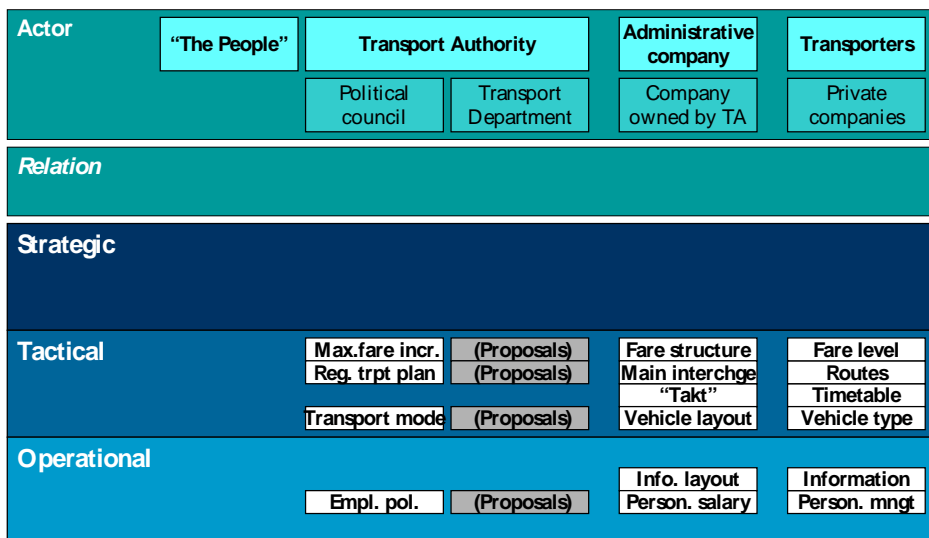 Actor
“The People”
Transport Authority
Administrative
company
Transporters
Political
council
Transport
Department
Company
owned by TA
Private
companies
Relation
Strategic
Tactical
Max.fare incr.
(Proposals)
Fare structure
Fare level
Reg. trpt plan
(Proposals)
Main interchge
Routes
“Takt”
Timetable
Transport mode
(Proposals)
Vehicle layout
Vehicle type
Operational
Info. layout
Information
Empl. pol.
(Proposals)
Person. salary
Person. mngt